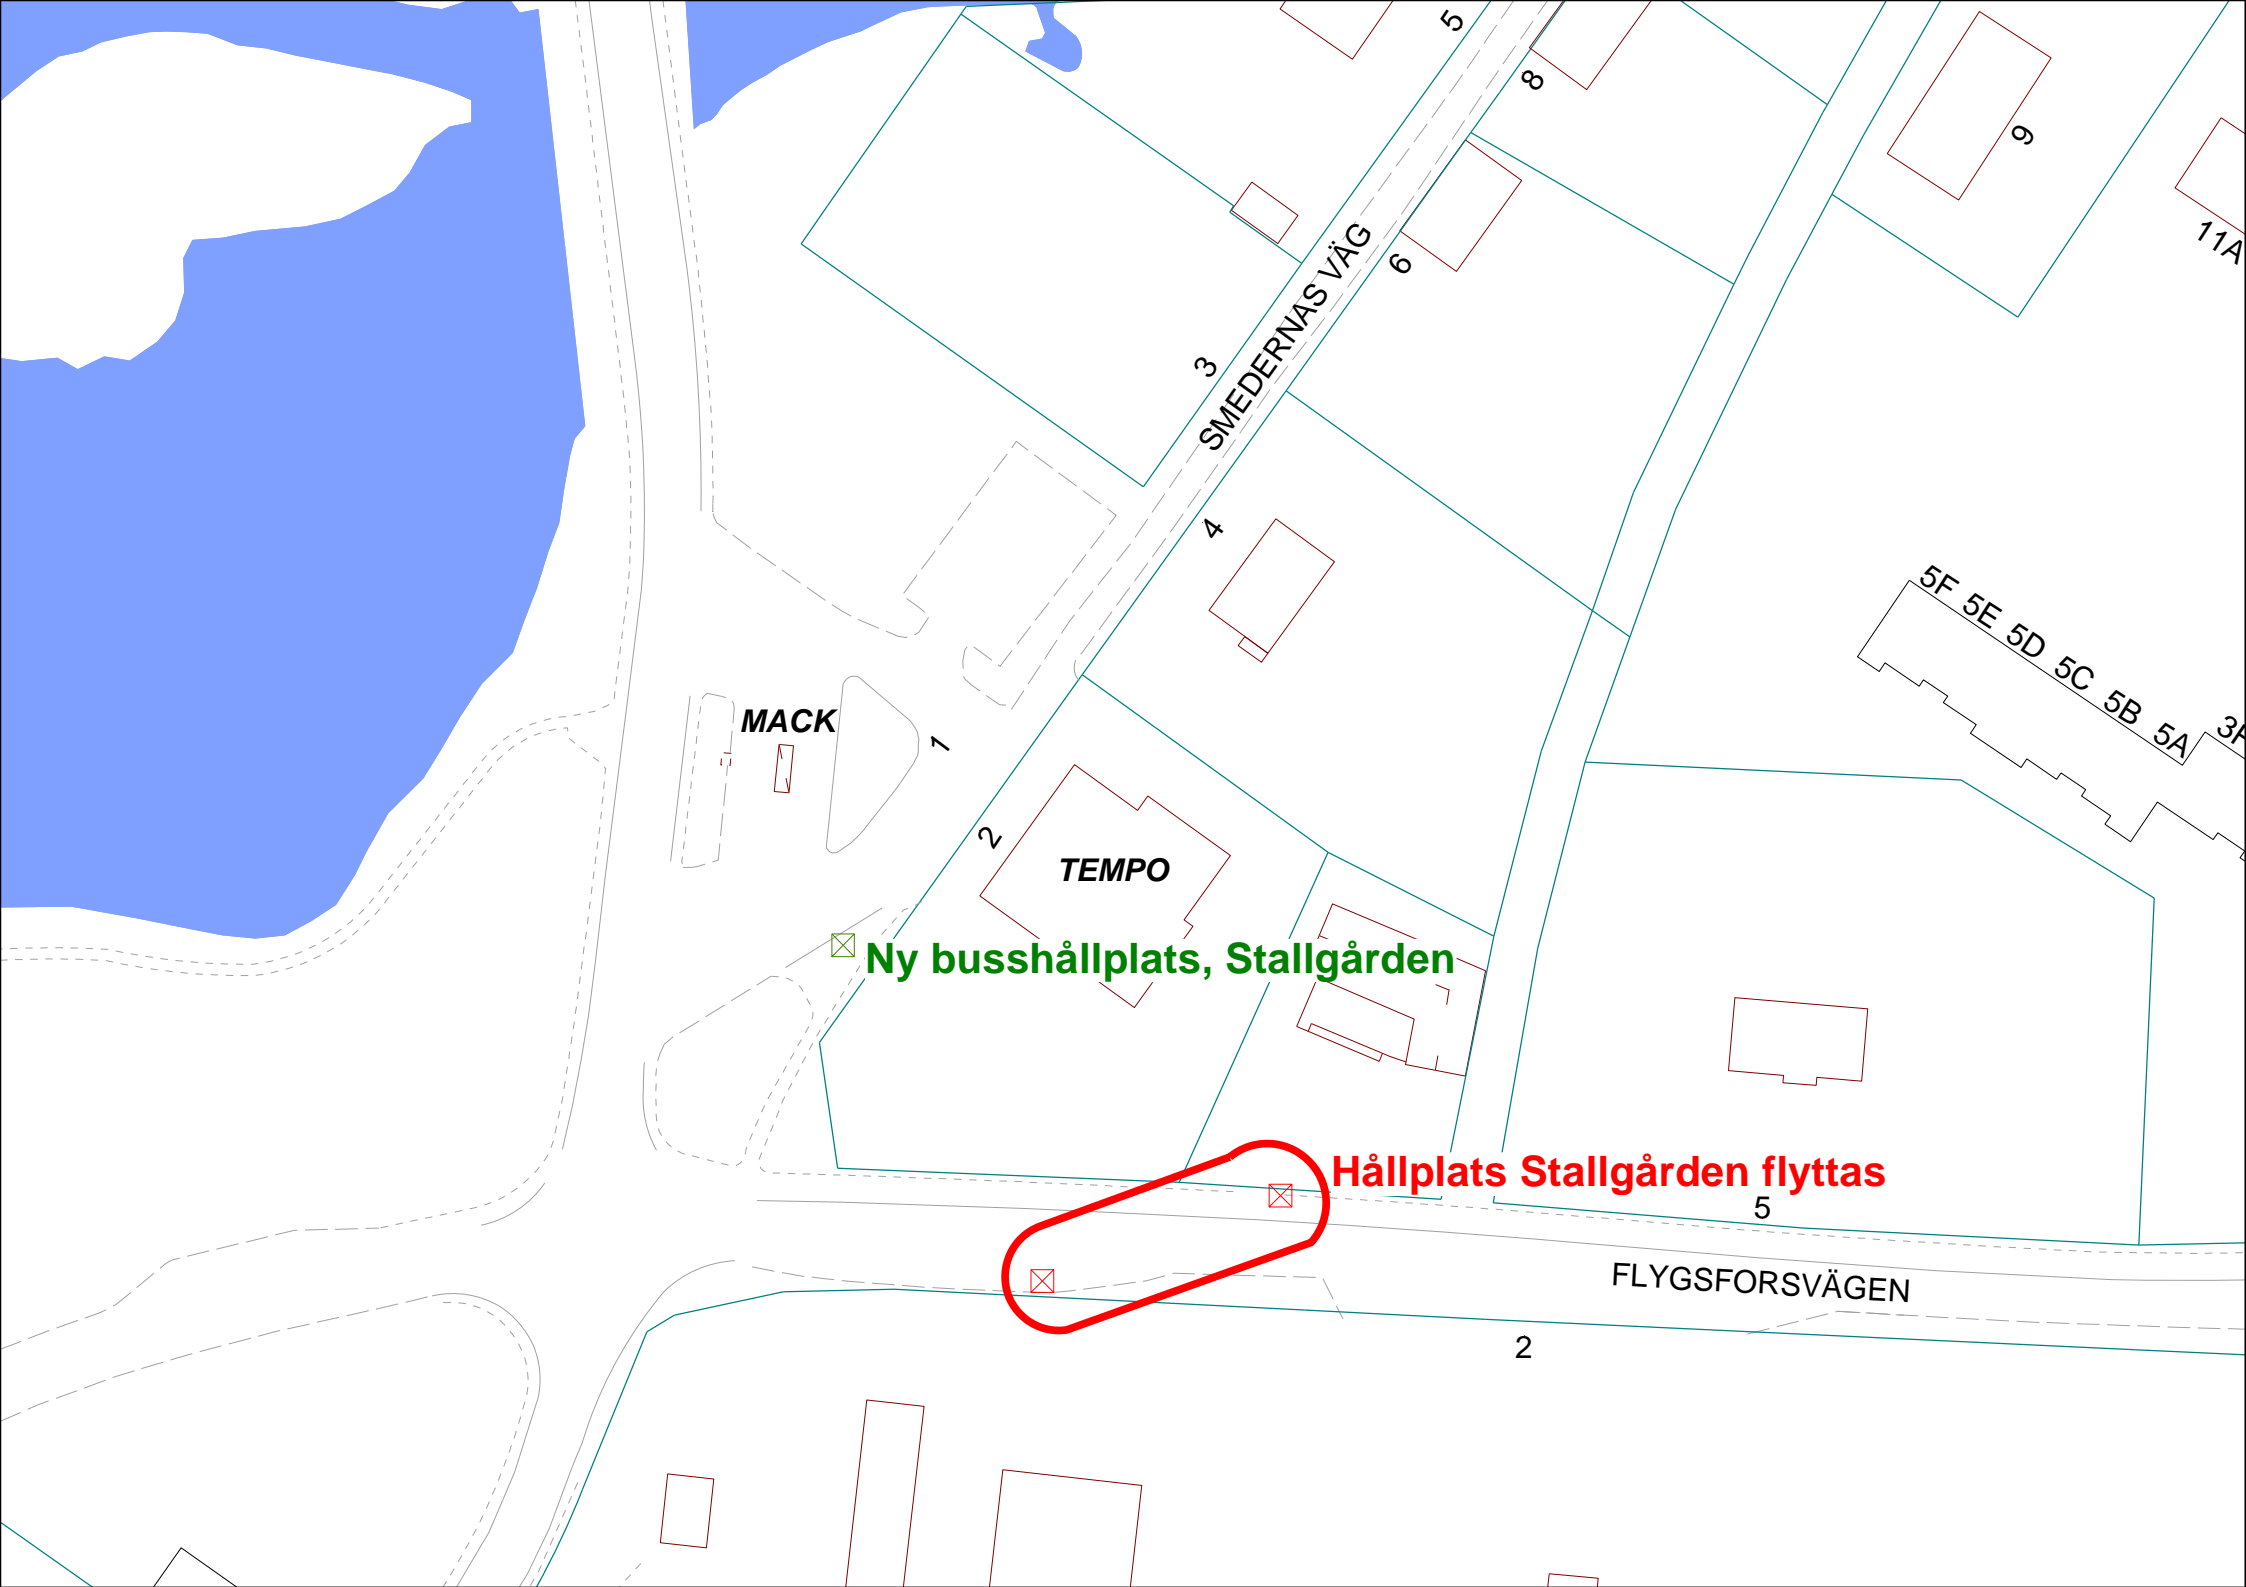 5
8
9
11A
6
SMEDERNAS VÄG
3
4
5F 5E 5D 5C 5B 5A
MACK
1
2
TEMPO
Ny busshållplats, Stallgården
Hållplats Stallgården flyttas
5
FLYGSFORSVÄGEN
2